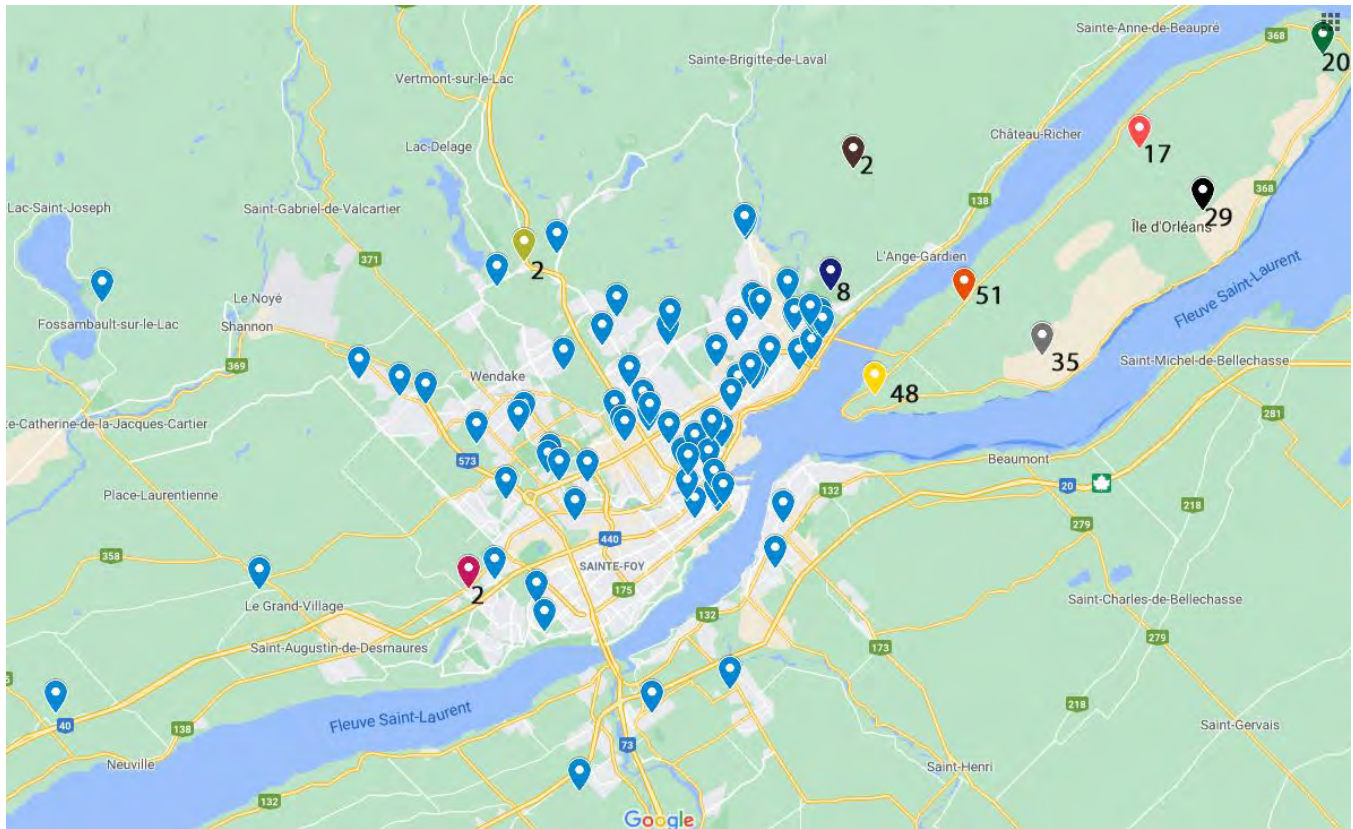 Sainte-Anne-de-Beaupré
368
20
Sainte-Brigitte-de-Laval
Vertmont-sur-le-Lac
Château-Richer
17
Lac-Delage
2
138
368
29
Lac-Saint-Joseph
Saint-Gabriel-de-Valcartier
Île d'Orléans
371
2
L'Ange-Gardien
8
51
Fleuve Saint-Laurent
Le Noyé
Fossambault-sur-le-Lac
Shannon
35
Saint-Michel-de-Bellechasse
369
Wendake
48
281
te-Catherine-de-la-Jacques-Cartier
573
Beaumont
20
132
Place-Laurentienne
218
279
440
358
SAINTE-FOY
2
175
Le Grand-Village
Saint-Charles-de-Bellechasse
132
279
Saint-Augustin-de-Desmaures
173
218
Fleuve Saint-Laurent
40
138
Saint-Gervais
73
Neuville
Saint-Henri
132
Google